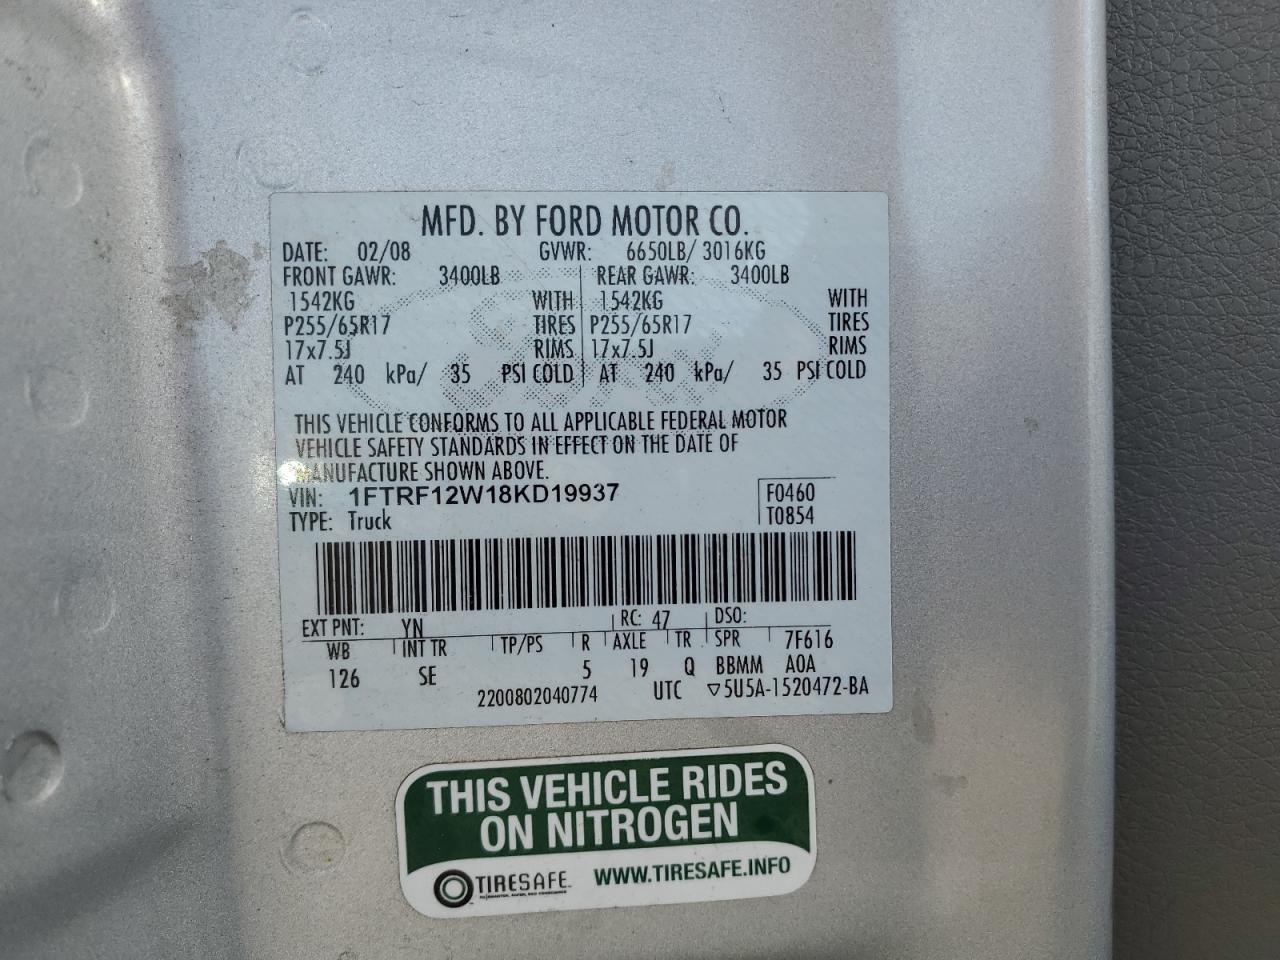 MFD. BY FORD MOTOR CO.
DATE: 02/08 GVWR: 6650LB/ 3016KG
FRONT GAWR: 3400LB REAR GAWR: 3400LB
1542KG WITH 1542KG WITH
P255/65R17 TIRES P255/65R17 TIRES
17x7.5J RIMS 17x7.5J RIMS
AT 240 kPa/ 35 PSI COLD AT 240 kPa/ 35 PSI COLD
THIS VEHICLE CONFORMS TO ALL APPLICABLE FEDERAL MOTOR
VEHICLE SAFETY STANDARDS IN EFFECT ON THE DATE OF
MANUFACTURE SHOWN ABOVE.
VIN: 1FTRF12W18KD19937 F0460
TYPE: Truck T0854
EXT PNT: YN RC: 47 DSO:
WB INT TR TP/PS R AXLE TR SPR 7F616
126 SE 5 19 Q BBMM AOA
2200802040774 UTC ▽5U5A-1520472-BA
THIS VEHICLE RIDES
ON NITROGEN
TIRESAFE WWW.TIRESAFE.INFO